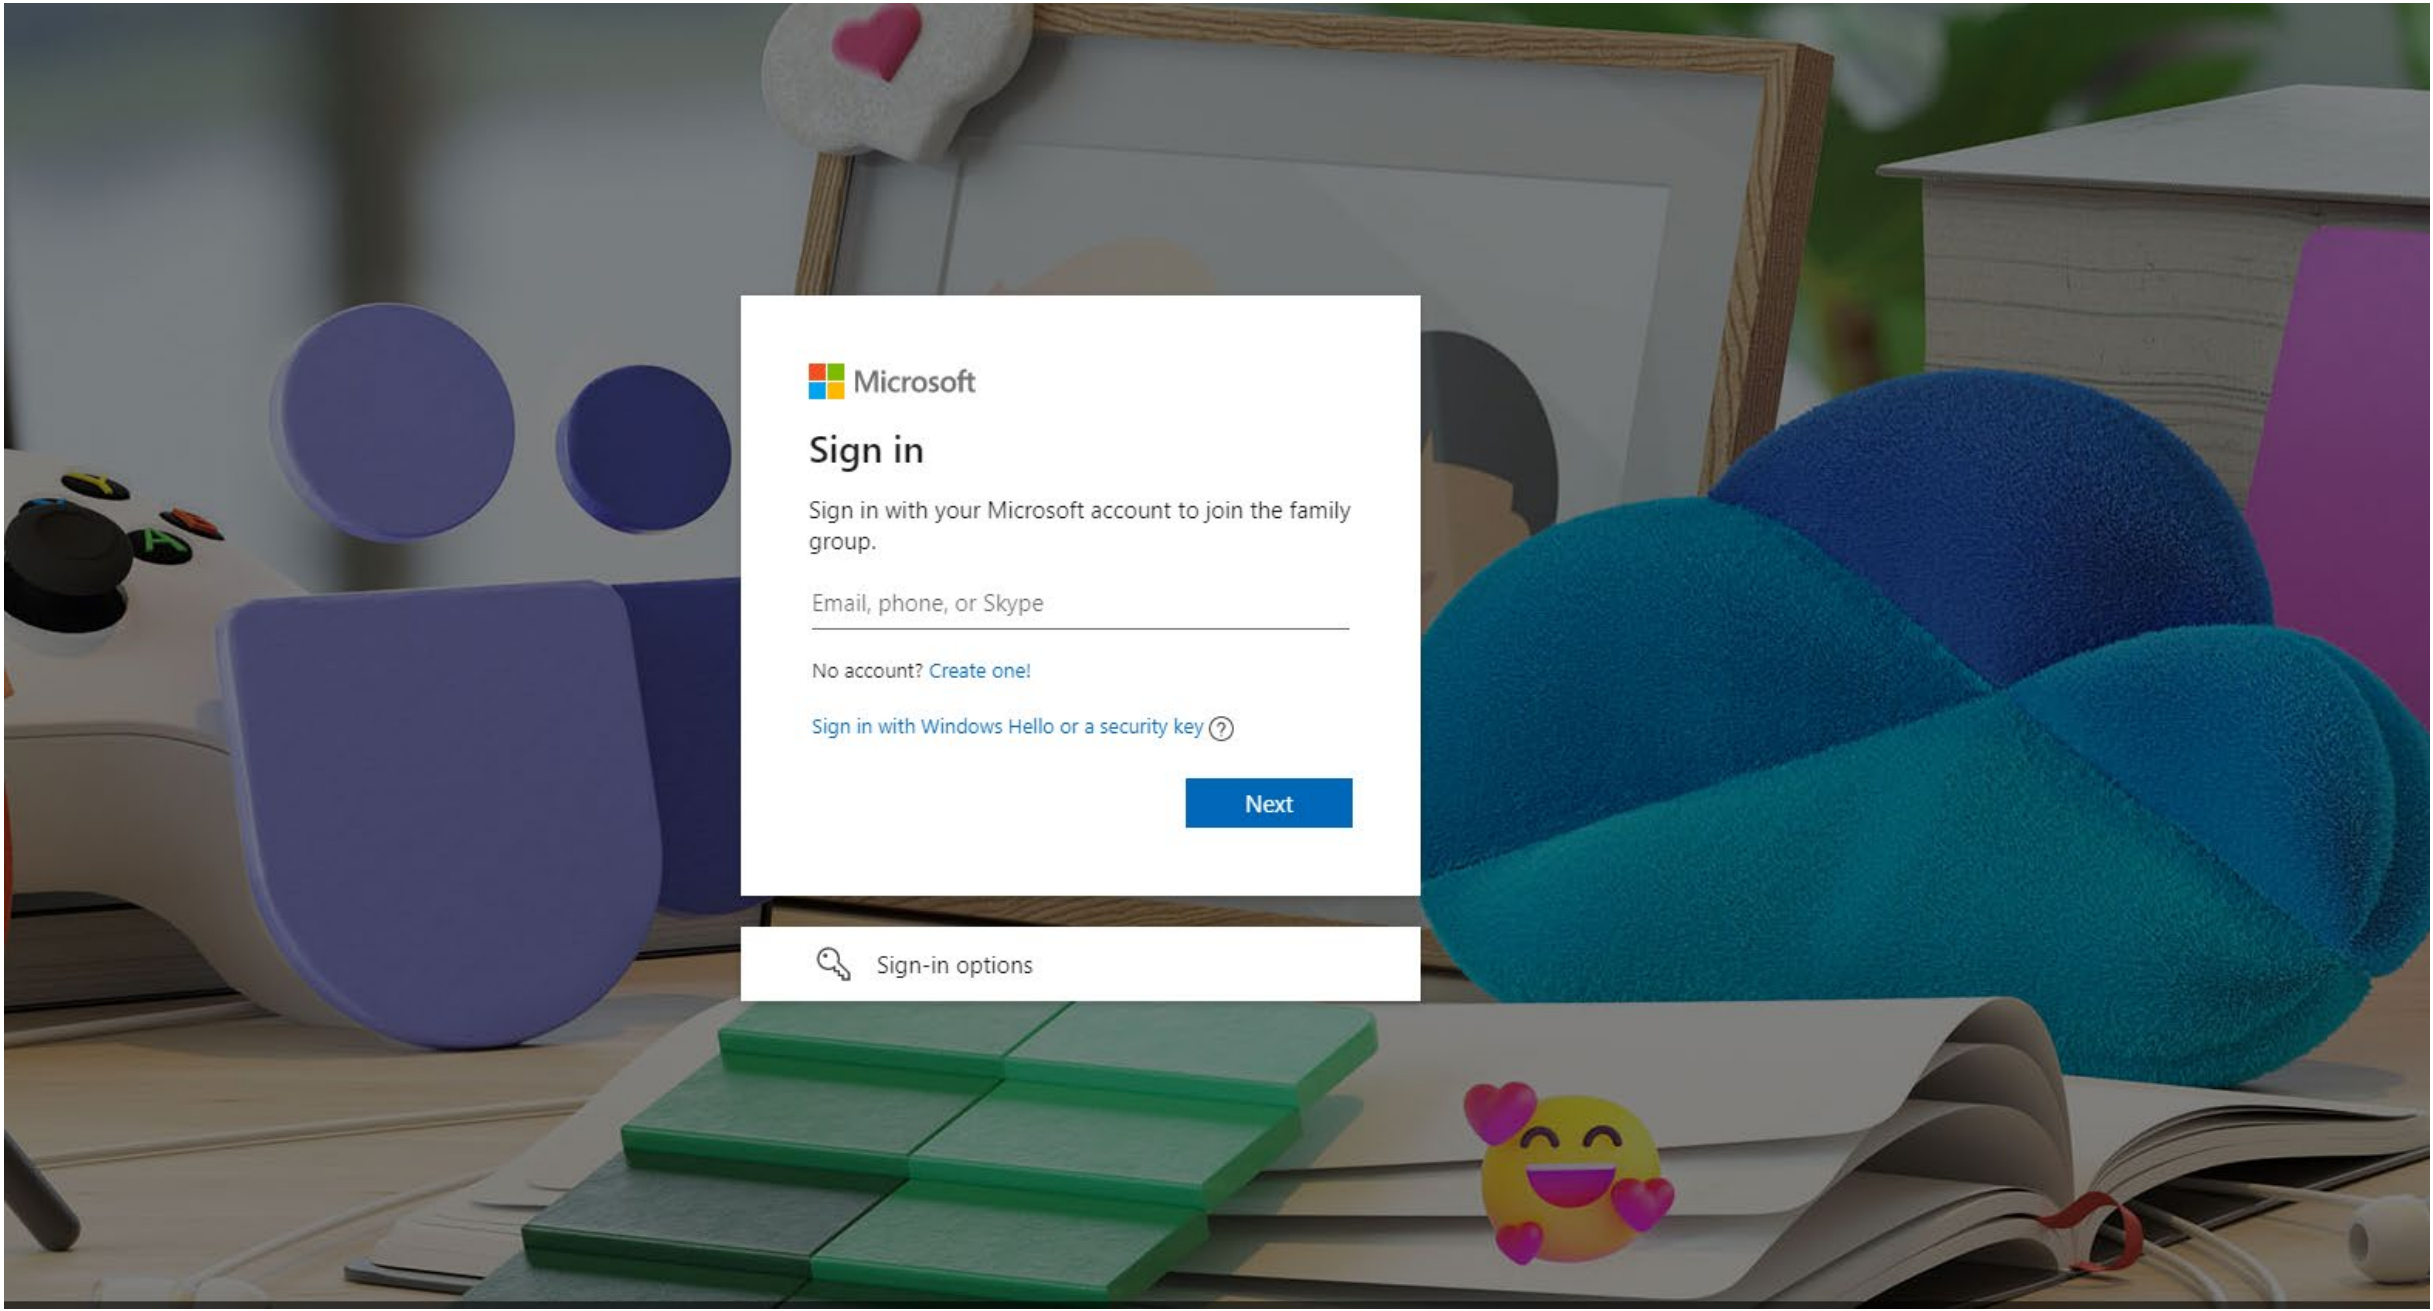 Microsoft
Sign in
Sign in with your Microsoft account to join the family
group.
Email, phone, or Skype
No account? Create one!
Sign in with Windows Hello or a security key
Next
Sign-in options
Y
A